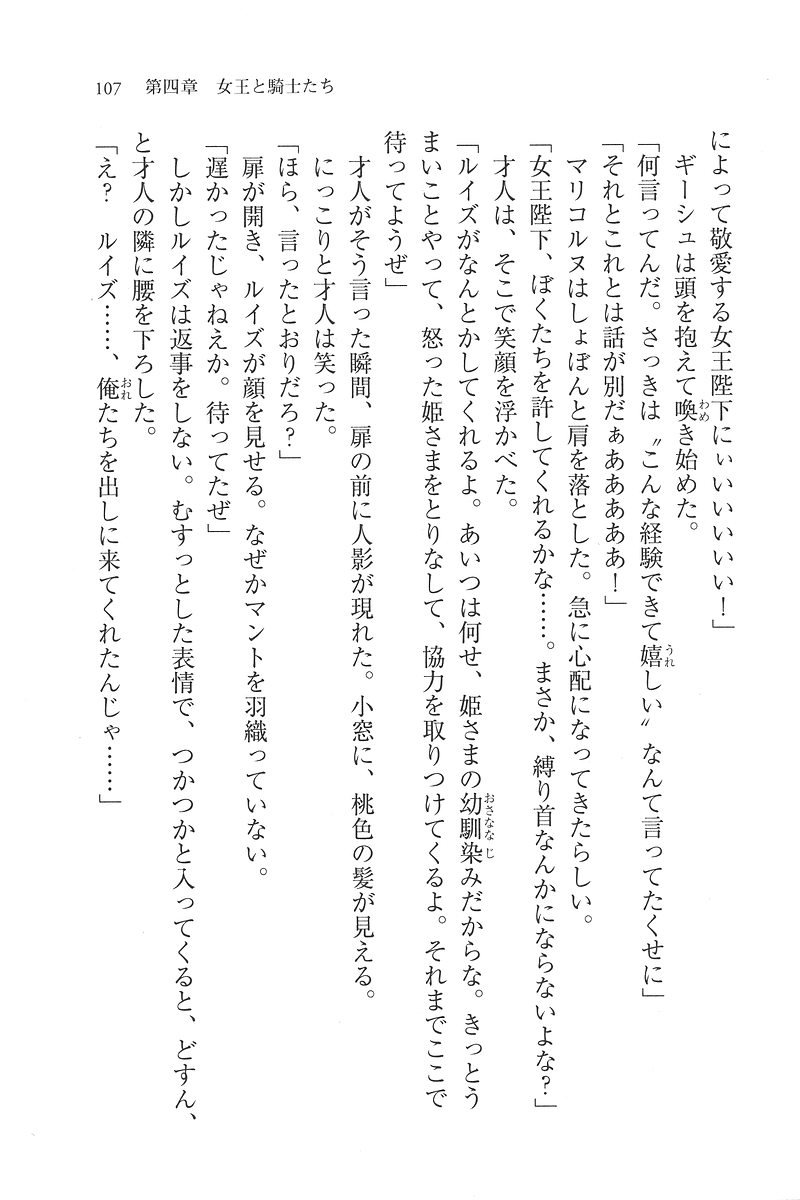 107　第四章　女王と騎士たち
によって敬愛する女王陛下にぃいいいいい！」
　ギーシュは頭を抱えて喚き始めた。
「何言ってんだ。さっきは〝こんな経験できて嬉しい〟なんて言ってたくせに」
「それとこれとは話が別だぁああああ！」
　マリコルヌはしょぼんと肩を落とした。急に心配になってきたらしい。
「女王陛下、ぼくたちを許してくれるかな……。まさか、縛り首なんかにならないよな？」
　才人は、そこで笑顔を浮かべた。
「ルイズがなんとかしてくれるよ。あいつは何せ、姫さまの幼馴染みだからな。きっとう
まいことやって、怒った姫さまをとりなして、協力を取りつけてくるよ。それまでここで
待ってようぜ」
　才人がそう言った瞬間、扉の前に人影が現れた。小窓に、桃色の髪が見える。
　にっこりと才人は笑った。
「ほら、言ったとおりだろ？」
　扉が開き、ルイズが顔を見せる。なぜかマントを羽織っていない。
「遅かったじゃねえか。待ってたぜ」
　しかしルイズは返事をしない。むすっとした表情で、つかつかと入ってくると、どすん、
と才人の隣に腰を下ろした。
「え？　ルイズ……、俺たちを出しに来てくれたんじゃ……」